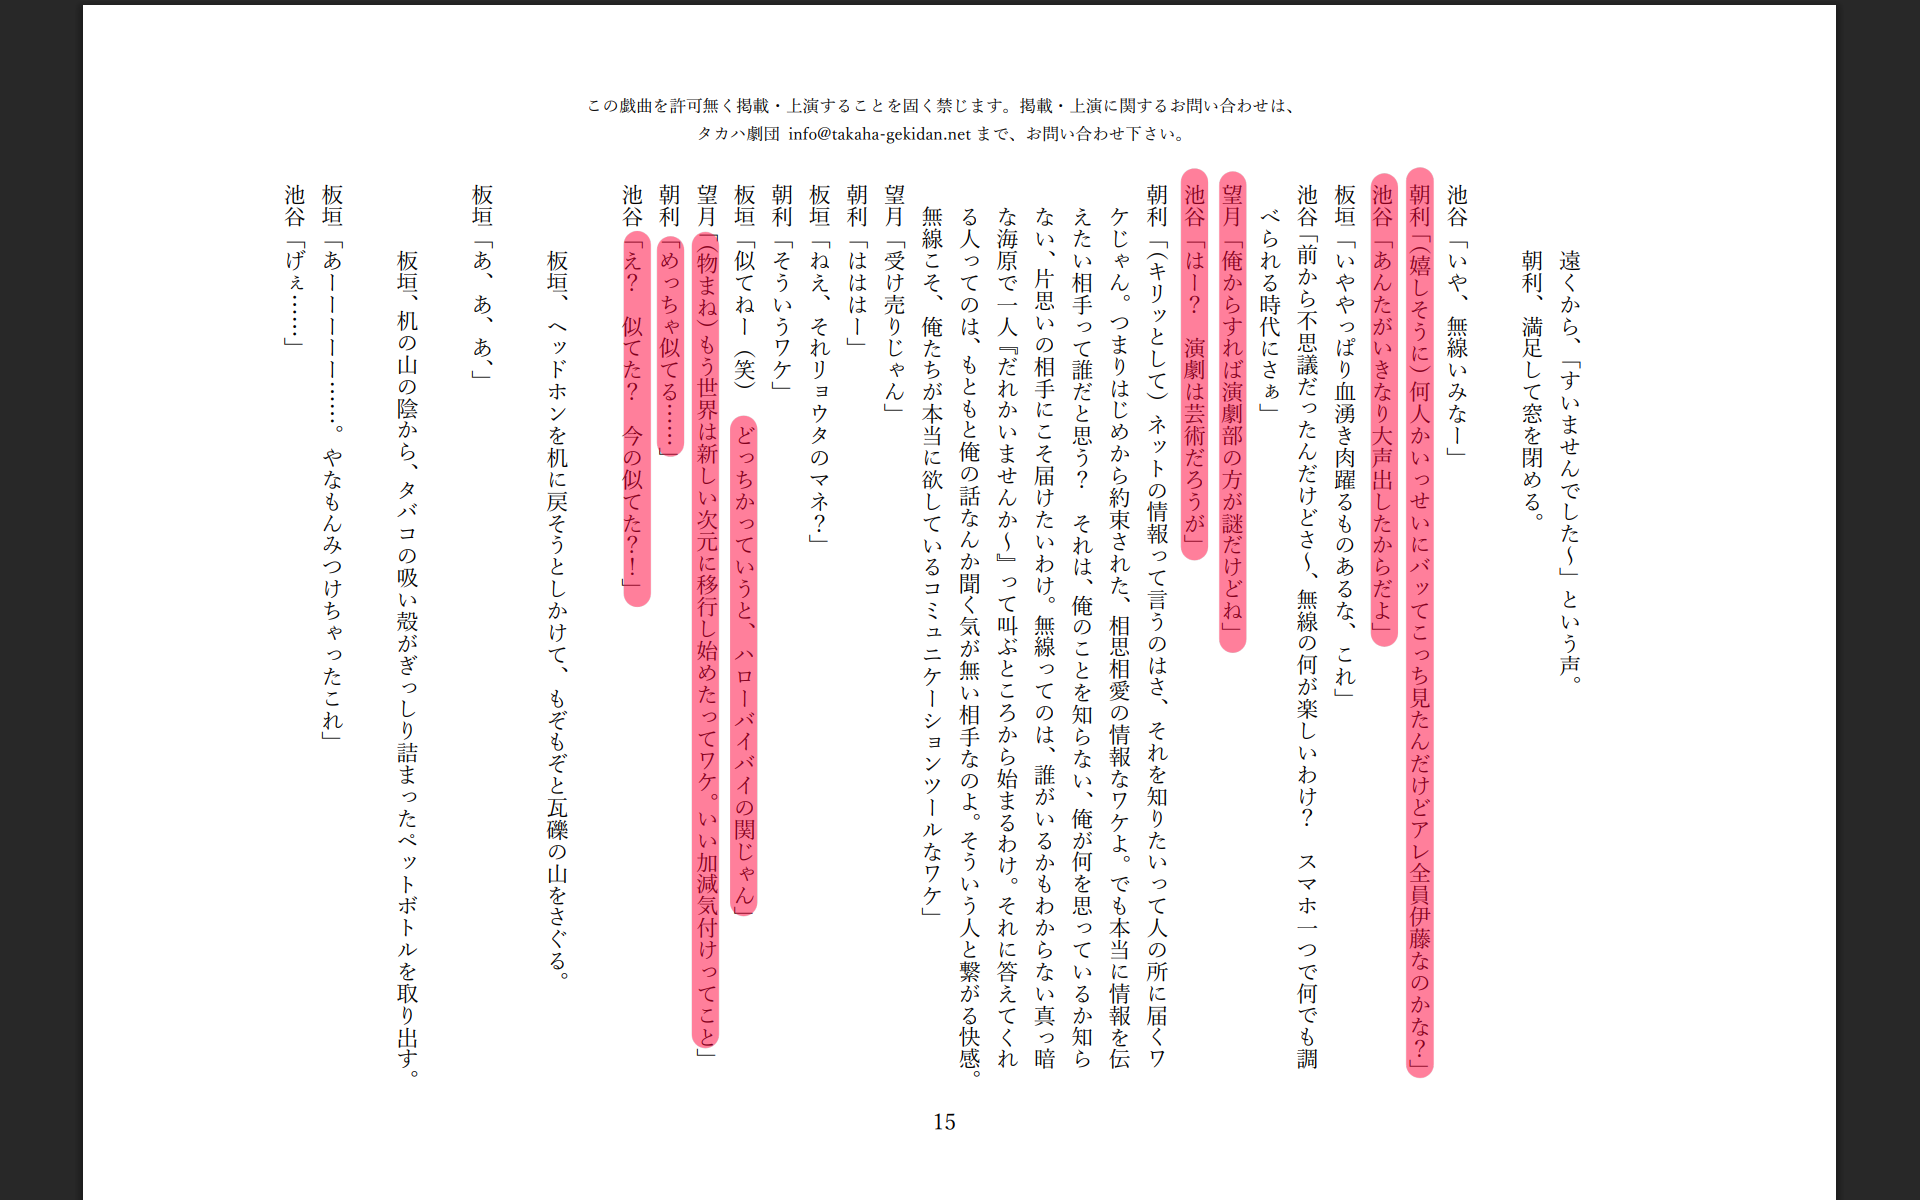 この戯曲を許可無く掲載・上演することを固く禁じます。掲載・上演に関するお問い合わせは、
タカハ劇団 info@takaha-gekidan.net まで、お問い合わせ下さい。
遠くから、「すいませんでした～」という声。
朝利、満足して窓を閉める。
池谷「いや、無線いみなー」
朝利「(嬉しそうに)何人かいっせいにバッてこっち見たんだけどアレ全員伊藤なのかな？」
池谷「あんたがいきなり大声出したからだよ」
板垣「いややっぱり血湧き肉躍るものあるな、これ」
池谷「前から不思議だったんだけどさ～、無線の何が楽しいわけ？　スマホ一つで何でも調
べられる時代にさぁ」
望月「俺からすれば演劇部の方が謎だけどね」
池谷「はー？　演劇は芸術だろうが」
朝利「(キリッとして)ネットの情報って言うのはさ、それを知りたいって人の所に届くワ
ケじゃん。つまりはじめから約束された、相思相愛の情報なワケよ。でも本当に情報を伝
えたい相手って誰だと思う？　それは、俺のことを知らない、俺が何を思っているか知ら
ない、片思いの相手にこそ届けたいわけ。無線ってのは、誰がいるかもわからない真っ暗
な海原で一人『だれかいませんか～』って叫ぶところから始まるわけ。それに答えてくれ
る人ってのは、もともと俺の話なんか聞く気が無い相手なのよ。そういう人と繋がる快感。
無線こそ、俺たちが本当に欲しているコミュニケーションツールなワケ」
望月「受け売りじゃん」
朝利「はははー」
板垣「ねえ、それリョウタのマネ？」
朝利「そういうワケ」
板垣「似てねー（笑）　どっちかっていうと、ハローバイバイの関じゃん」
望月「(物まね)もう世界は新しい次元に移行し始めたってワケ。いい加減気付けってこと」
朝利「めっちゃ似てる……」
池谷「え？　似てた？　今の似てた？！」
板垣、ヘッドホンを机に戻そうとしかけて、もぞもぞと瓦礫の山をさぐる。
板垣「あ、あ、あ、」
板垣、机の山の陰から、タバコの吸い殻がぎっしり詰まったペットボトルを取り出す。
板垣「あーーーーー……。やなもんみつけちゃったこれ」
池谷「げぇ……」
15